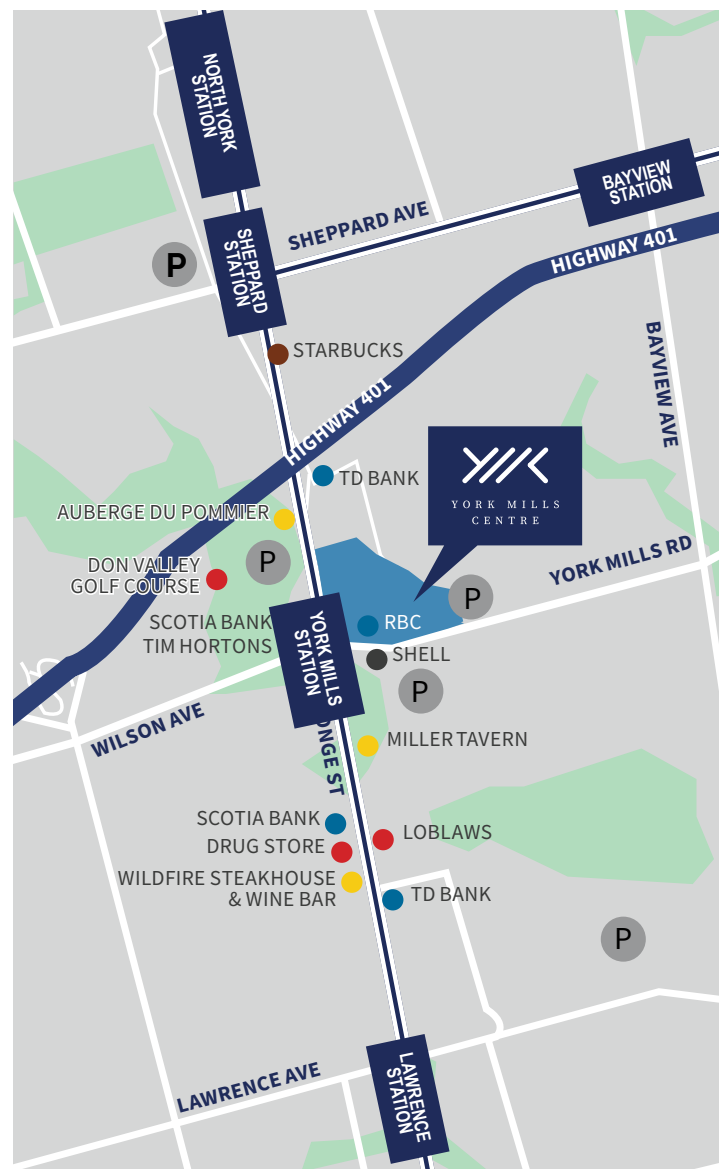 NORTH YORK
STATION
BAYVIEW
STATION
SHEPPARD AVE
SHEPPARD
STATION
P
HIGHWAY 401
STARBUCKS
BAYVIEW AVE
HIGHWAY 401
TD BANK
YORK MILLS
CENTRE
AUBERGE DU POMMIER
P
DON VALLEY
GOLF COURSE
YORK MILLS RD
P
SCOTIA BANK
TIM HORTONS
YORK MILLS
STATION
RBC
SHELL
P
WILSON AVE
ONGE ST
MILLER TAVERN
SCOTIA BANK
DRUG STORE
LOBLAWS
WILDFIRE STEAKHOUSE
& WINE BAR
TD BANK
P
LAWRENCE AVE
LAWRENCE
STATION